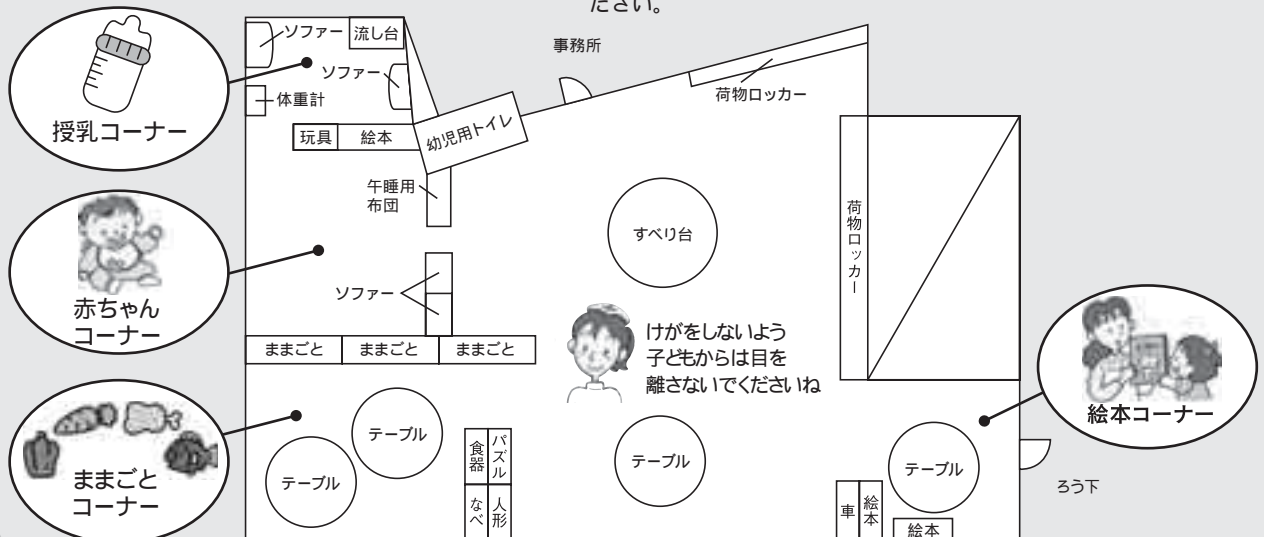 ださい。
ソファー
流し台
事務所
ソファー
荷物ロッカー
体重計
授乳コーナー
玩具
絵本
幼児用トイレ
午睡用
布団
すべり台
荷物ロッカー
赤ちゃん
コーナー
ソファー
ままごと
ままごと
ままごと
けがをしないよう
子どもからは目を
離さないでくださいね
絵本コーナー
テーブル
テーブル
食器
パズル
なべ
人形
テーブル
テーブル
ままごと
コーナー
ろう下
車
絵本
絵本